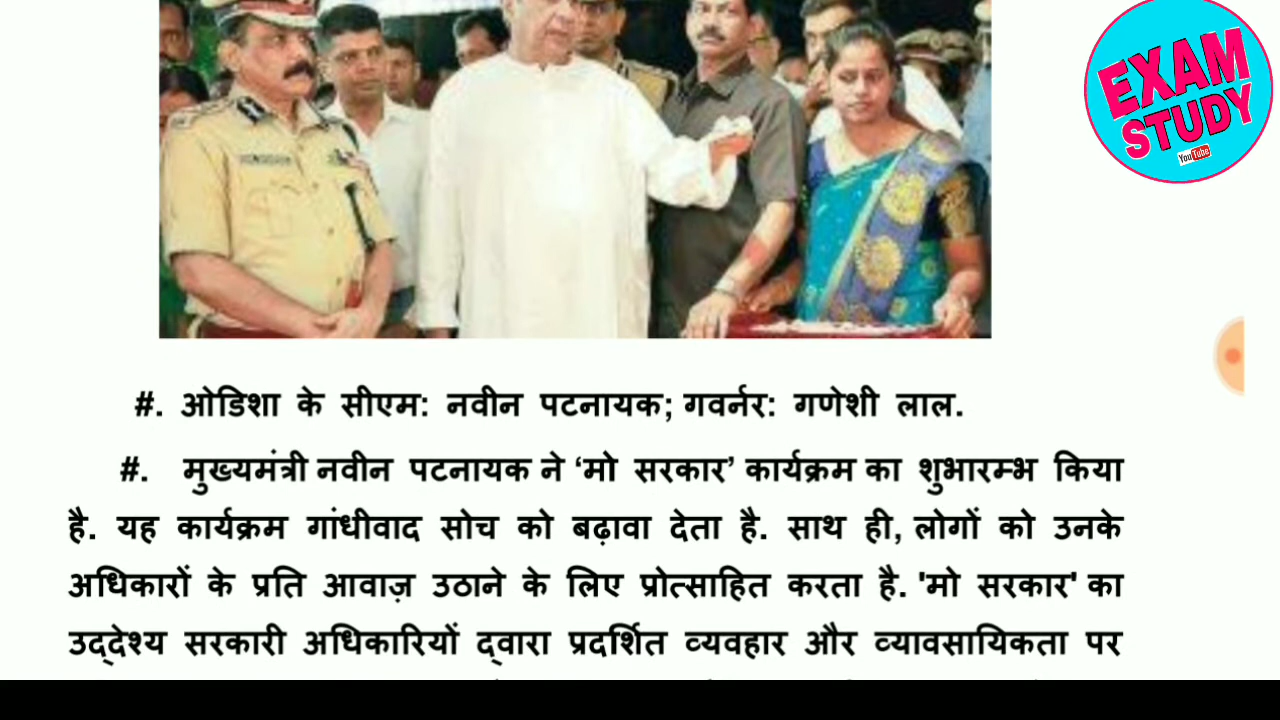 EXAM
STUDY
YouTube
#. ओडिशा के सीएम: नवीन पटनायक; गवर्नर: गणेशी लाल.
#. मुख्यमंत्री नवीन पटनायक ने ‘मो सरकार’ कार्यक्रम का शुभारम्भ किया
है. यह कार्यक्रम गांधीवाद सोच को बढ़ावा देता है. साथ ही, लोगों को उनके
अधिकारों के प्रति आवाज़ उठाने के लिए प्रोत्साहित करता है. 'मो सरकार' का
उद्देश्य सरकारी अधिकारियों द्वारा प्रदर्शित व्यवहार और व्यावसायिकता पर